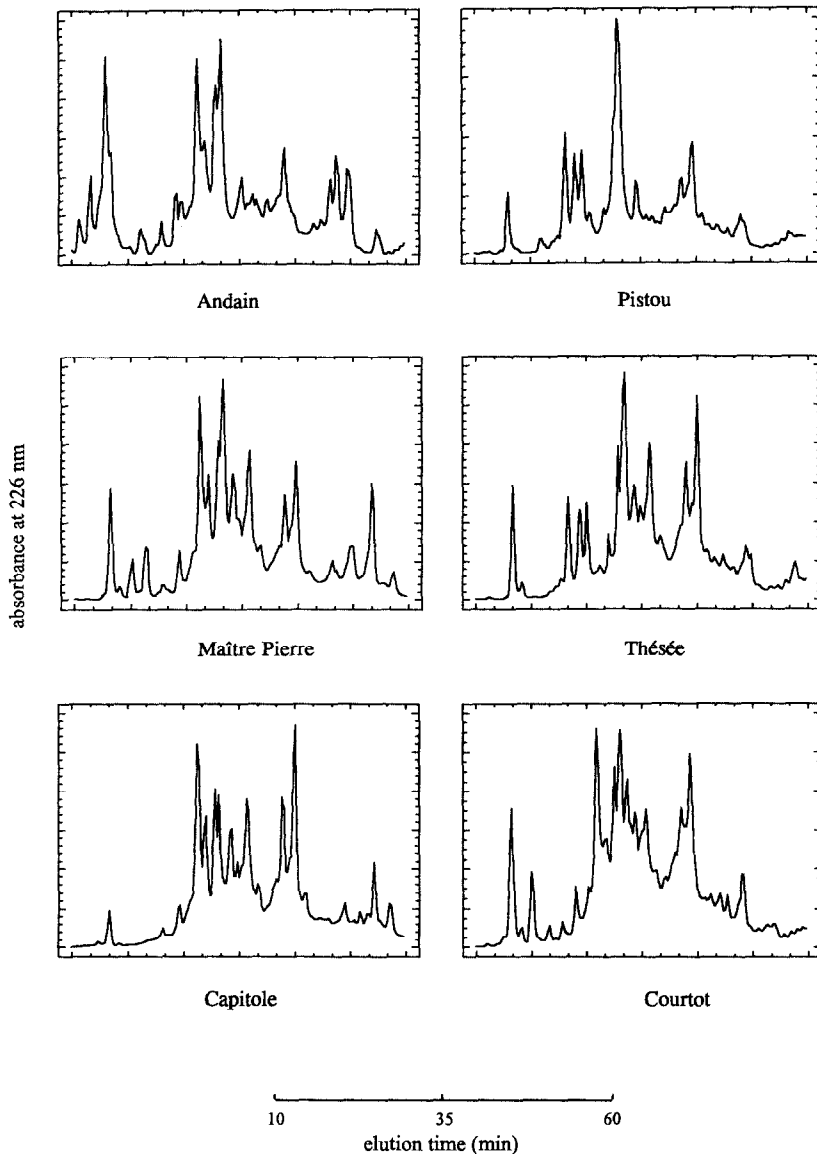 Andain
Pistou
absorbance at 226 nm
Maître Pierre
Thésée
Capitole
Courtot
10 35 60
elution time (min)